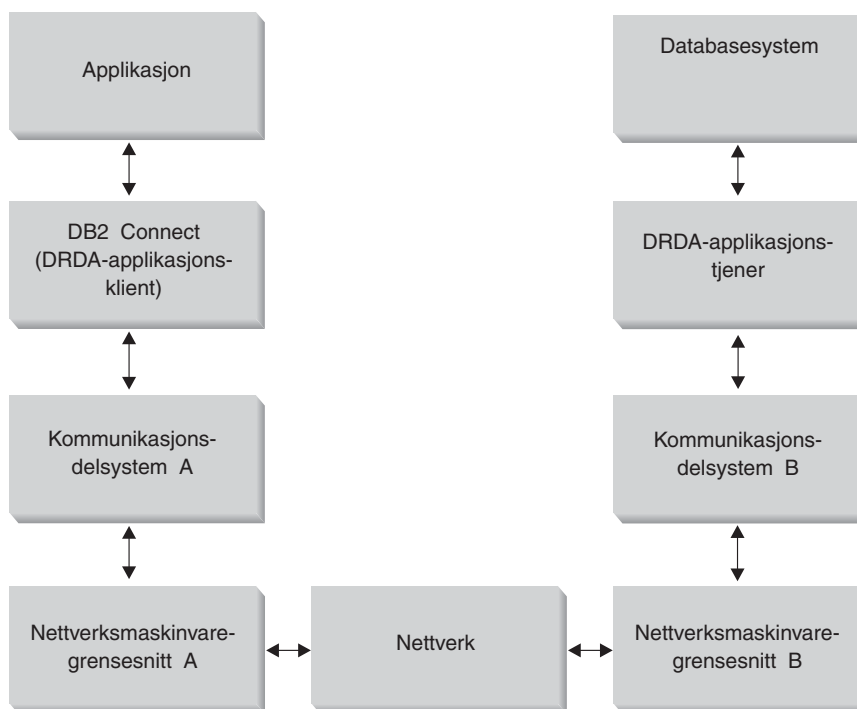 Applikasjon
Databasesystem
DB2 Connect
(DRDA-applikasjons-
klient)
DRDA-applikasjons-
tjener
Kommunikasjons-
delsystem A
Kommunikasjons-
delsystem B
Nettverksmaskinvare-
grensesnitt A
Nettverk
Nettverksmaskinvare-
grensesnitt B